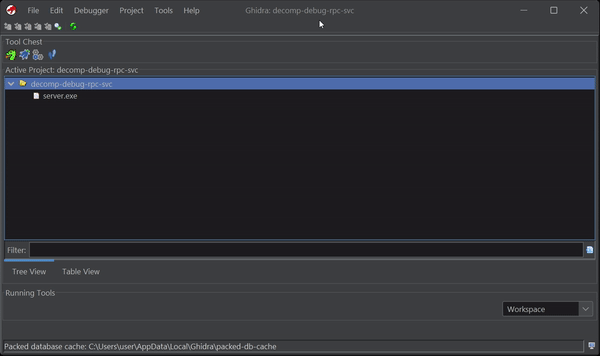 File Edit Debugger Project Tools Help Ghidra: decomp-debug-rpc-svc
Tool Chest
Active Project: decomp-debug-rpc-svc
decomp-debug-rpc-svc
server.exe
Filter:
Tree View Table View
Running Tools
Workspace
Packed database cache: C:\Users\user\AppData\Local\Ghidra\packed-db-cache